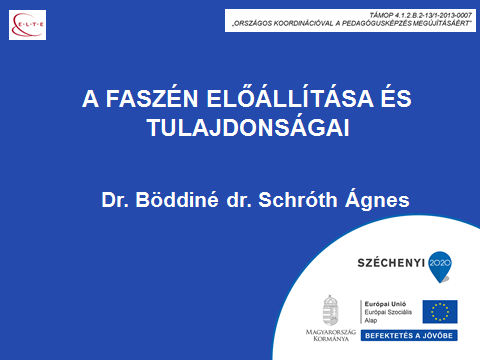 E L T E
TÁMOP 4.1.2.B.2-13/1-2013-0007
„ORSZÁGOS KOORDINÁCIÓVAL A PEDAGÓGUSKÉPZÉS MEGÚJÍTÁSÁÉRT”
A FASZÉN ELŐÁLLÍTÁSA ÉS
TULAJDONSÁGAI
Dr. Böddiné dr. Schróth Ágnes
SZÉCHENYI 2020
MAGYARORSZÁG
KORMÁNYA
Európai Unió
Európai Szociális
Alap
BEFEKTETÉS A JÖVŐBE